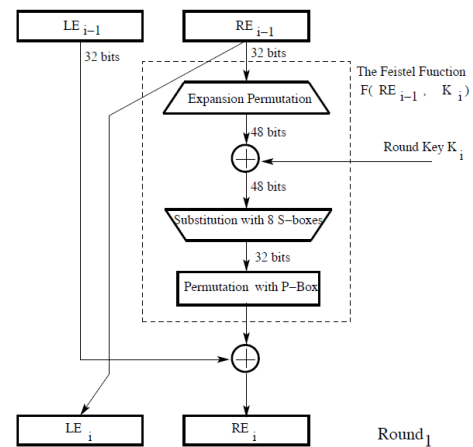 LE i−1
RE i−1
32 bits
32 bits
The Feistel Function
F( RE i−1 , K i )
Expansion Permutation
48 bits
Round Key K i
48 bits
Substitution with 8 S−boxes
32 bits
Permutation with P−Box
LE i
RE i
Round 1